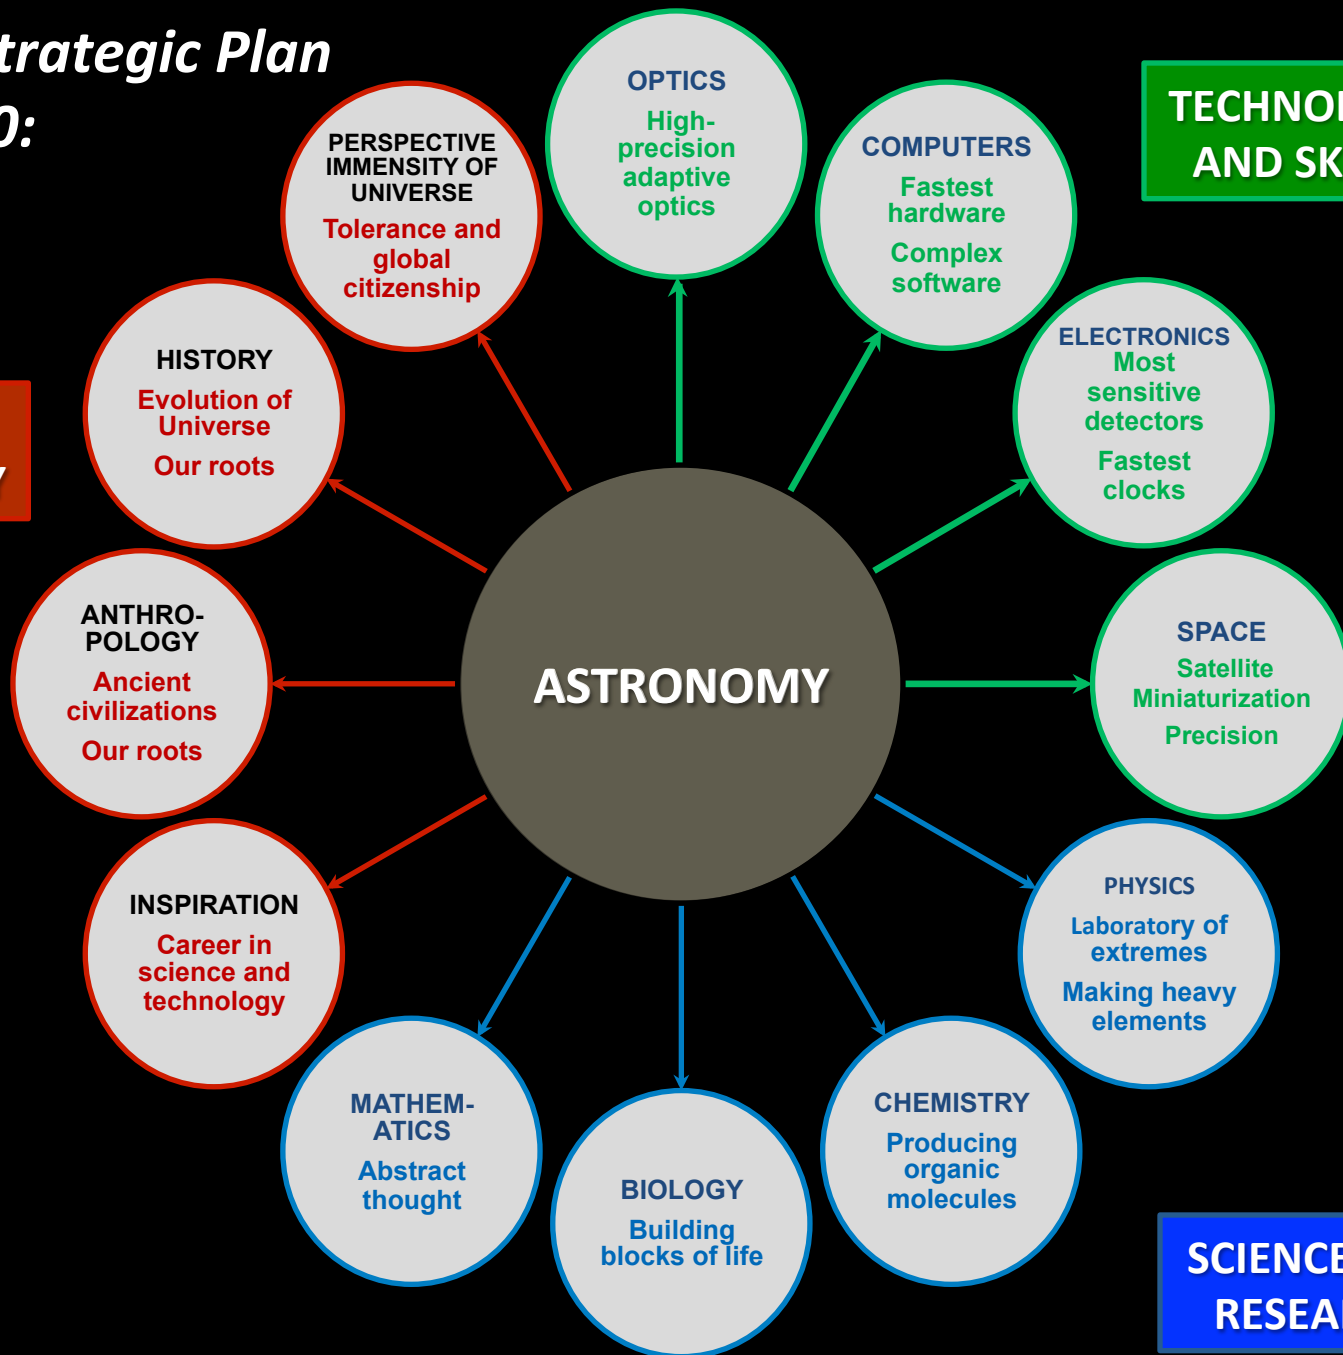 trategic Plan
0:
TECHNO
AND SK
OPTICS
High-
precision
adaptive
optics
COMPUTERS
Fastest
hardware
Complex
software
ELECTRONICS
Most
sensitive
detectors
Fastest
clocks
SPACE
Satellite
Miniaturization
Precision
PHYSICS
Laboratory of
extremes
Making heavy
elements
CHEMISTRY
Producing
organic
molecules
BIOLOGY
Building
blocks of life
MATHEM-
ATICS
Abstract
thought
INSPIRATION
Career in
science and
technology
ANTHRO-
POLOGY
Ancient
civilizations
Our roots
HISTORY
Evolution of
Universe
Our roots
PERSPECTIVE
IMMENSITY OF
UNIVERSE
Tolerance and
global
citizenship
ASTRONOMY
Y
SCIENCE
RESEA